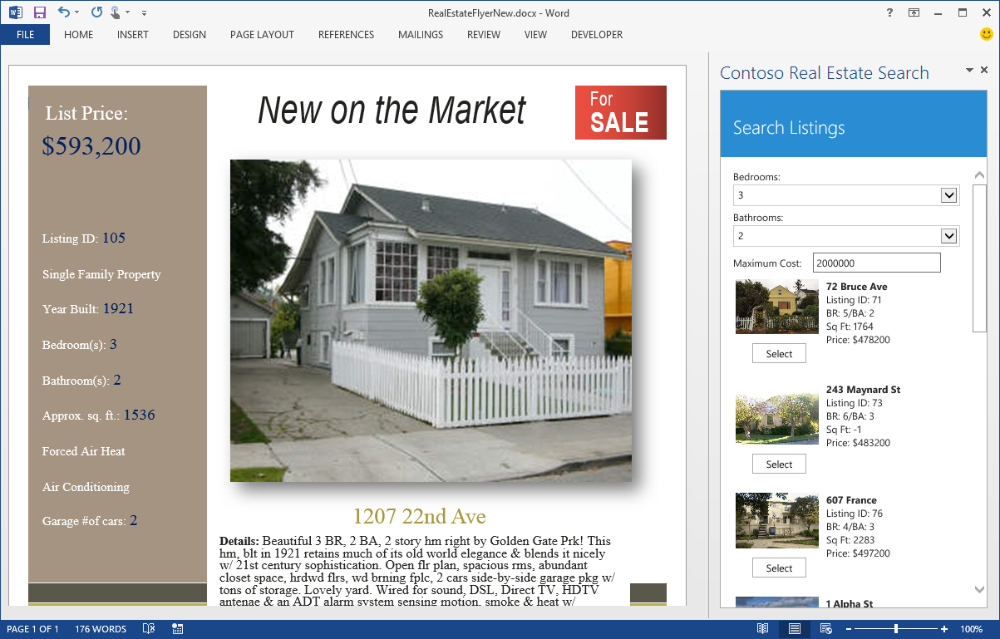 RealEstateFlyerNew.docx - Word
?
FILE HOME INSERT DESIGN PAGE LAYOUT REFERENCES MAILINGS REVIEW VIEW DEVELOPER
List Price:
$593,200
Listing ID: 105
Single Family Property
Year Built: 1921
Bedroom(s): 3
Bathroom(s): 2
Approx. sq. ft.: 1536
Forced Air Heat
Air Conditioning
Garage #of cars: 2
New on the Market
For
SALE
1207 22nd Ave
Details: Beautiful 3 BR, 2 BA, 2 story hm right by Golden Gate Prk! This
hm, blt in 1921 retains much of its old world elegance & blends it nicely
w/ 21st century sophistication. Open flr plan, spacious rms, abundant
closet space, hrdwd flrs, wd brning fplc, 2 cars side-by-side garage pkg w/
tons of storage. Lovely yard. Wired for sound, DSL, Direct TV, HDTV
antenae & an ADT alarm system sensing motion, smoke & heat w/
Contoso Real Estate Search
Search Listings
Bedrooms:
3
Bathrooms:
2
Maximum Cost: 2000000
72 Bruce Ave
Listing ID: 71
BR: 5/BA: 2
Sq Ft: 1764
Price: $478200
Select
243 Maynard St
Listing ID: 73
BR: 6/BA: 3
Sq Ft: -1
Price: $483200
Select
607 France
Listing ID: 76
BR: 4/BA: 3
Sq Ft: 2283
Price: $497200
Select
1 Alpha St
PAGE 1 OF 1 176 WORDS
100%